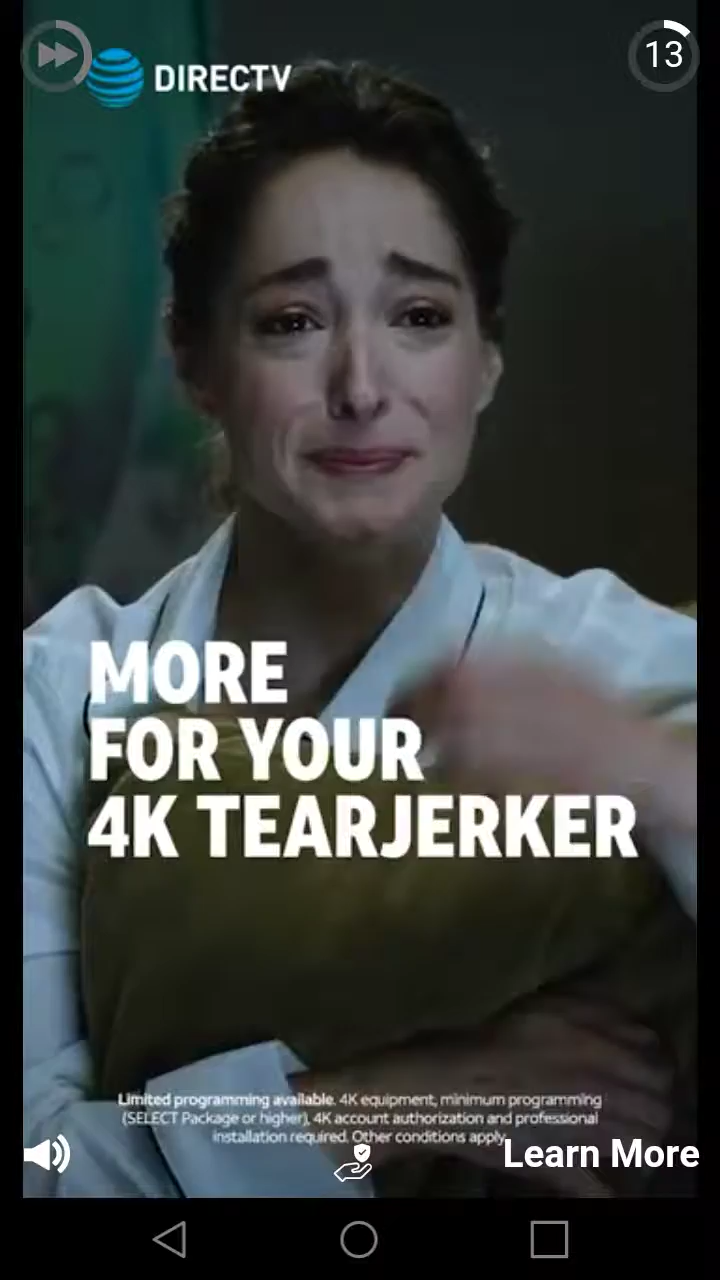 DIRECTV
13
MORE
FOR YOUR
4K TEARJERKER
Limited programming available. 4K equipment, minimum programming
(SELECT Package or higher), 4K account authorization and professional
installation required. Other conditions apply.
Learn More